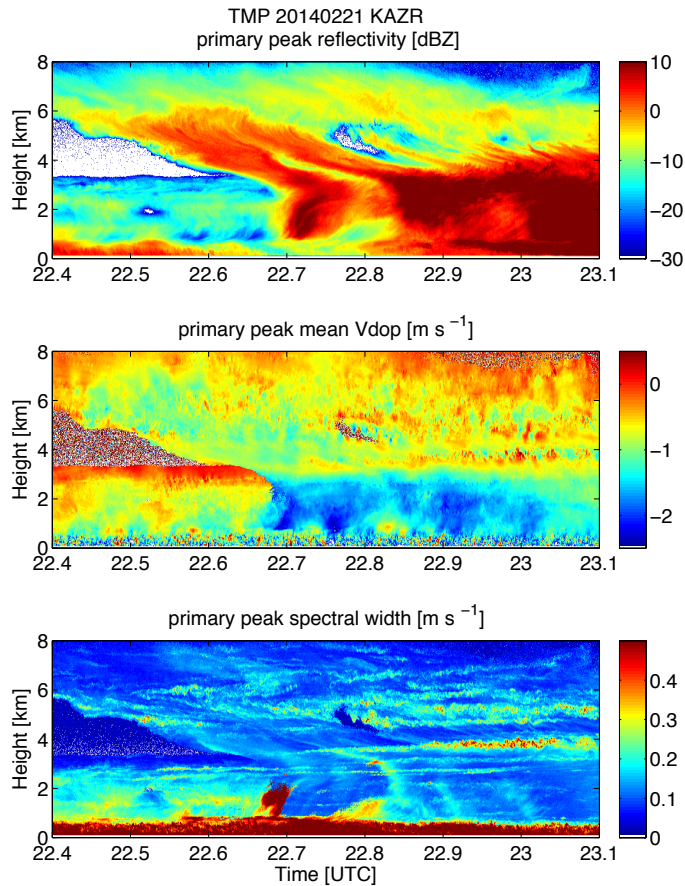 TMP 20140221 KAZR
primary peak reflectivity [dBZ]
Height [km]
8
6
4
2
0
22.4 22.5 22.6 22.7 22.8 22.9 23 23.1
10
0
−10
−20
−30
primary peak mean Vdop [m s −1]
Height [km]
8
6
4
2
0
22.4 22.5 22.6 22.7 22.8 22.9 23 23.1
0
−1
−2
primary peak spectral width [m s −1]
Height [km]
8
6
4
2
0
22.4 22.5 22.6 22.7 22.8 22.9 23 23.1
Time [UTC]
0.4
0.3
0.2
0.1
0